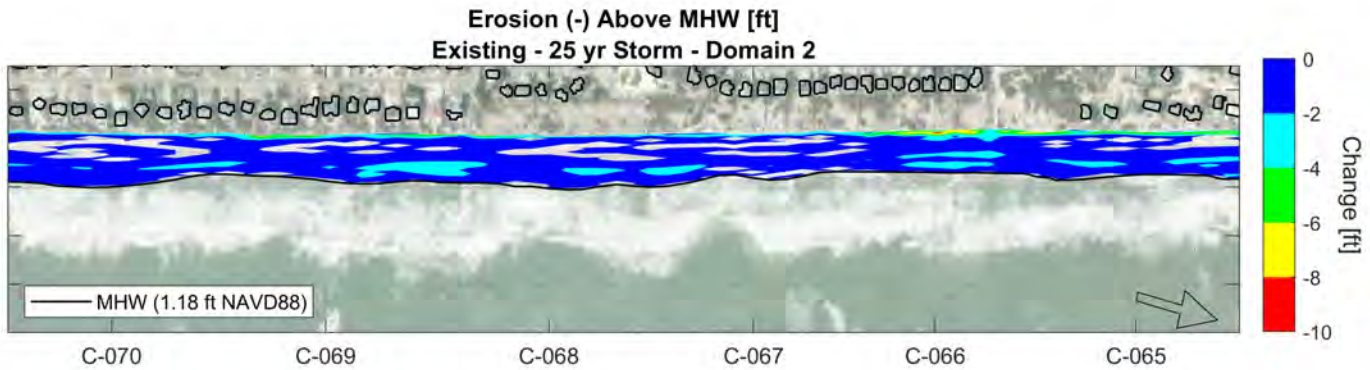 Erosion (-) Above MHW [ft]
Existing - 25 yr Storm - Domain 2
0
-2
-4
-6
-8
-10
Change [ft]
MHW (1.18 ft NAVD88)
C-070 C-069 C-068 C-067 C-066 C-065